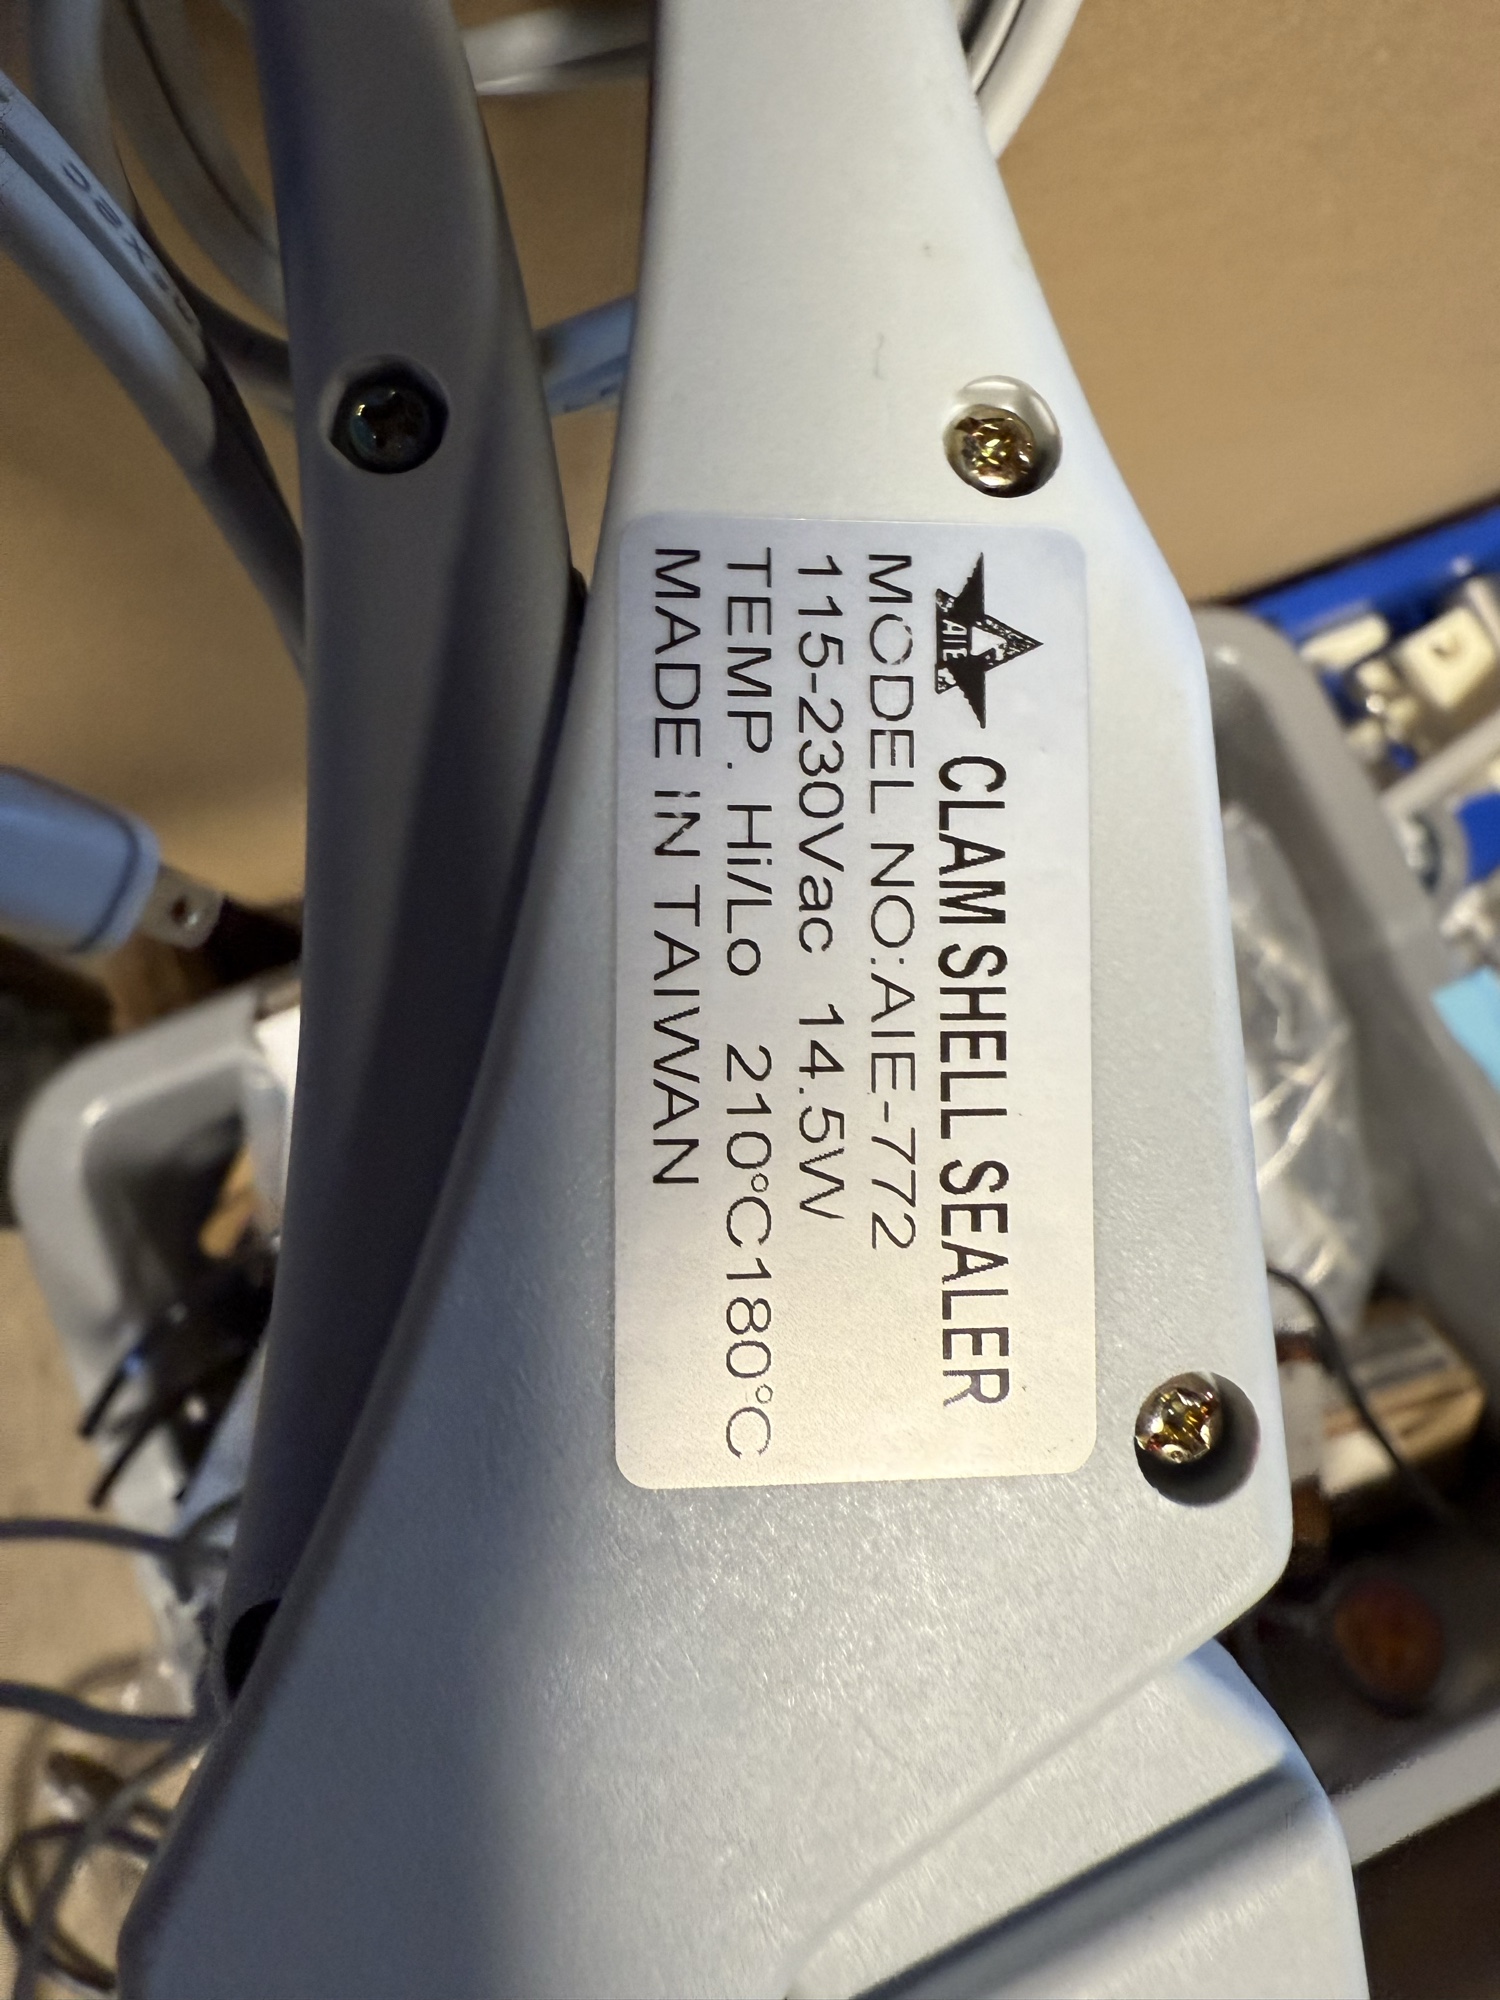 AIE
CLAM SHELL SEALER
MODEL NO:AIE-772
115-230Vac 14.5W
TEMP. Hi/Lo 210°C180°C
MADE IN TAIWAN